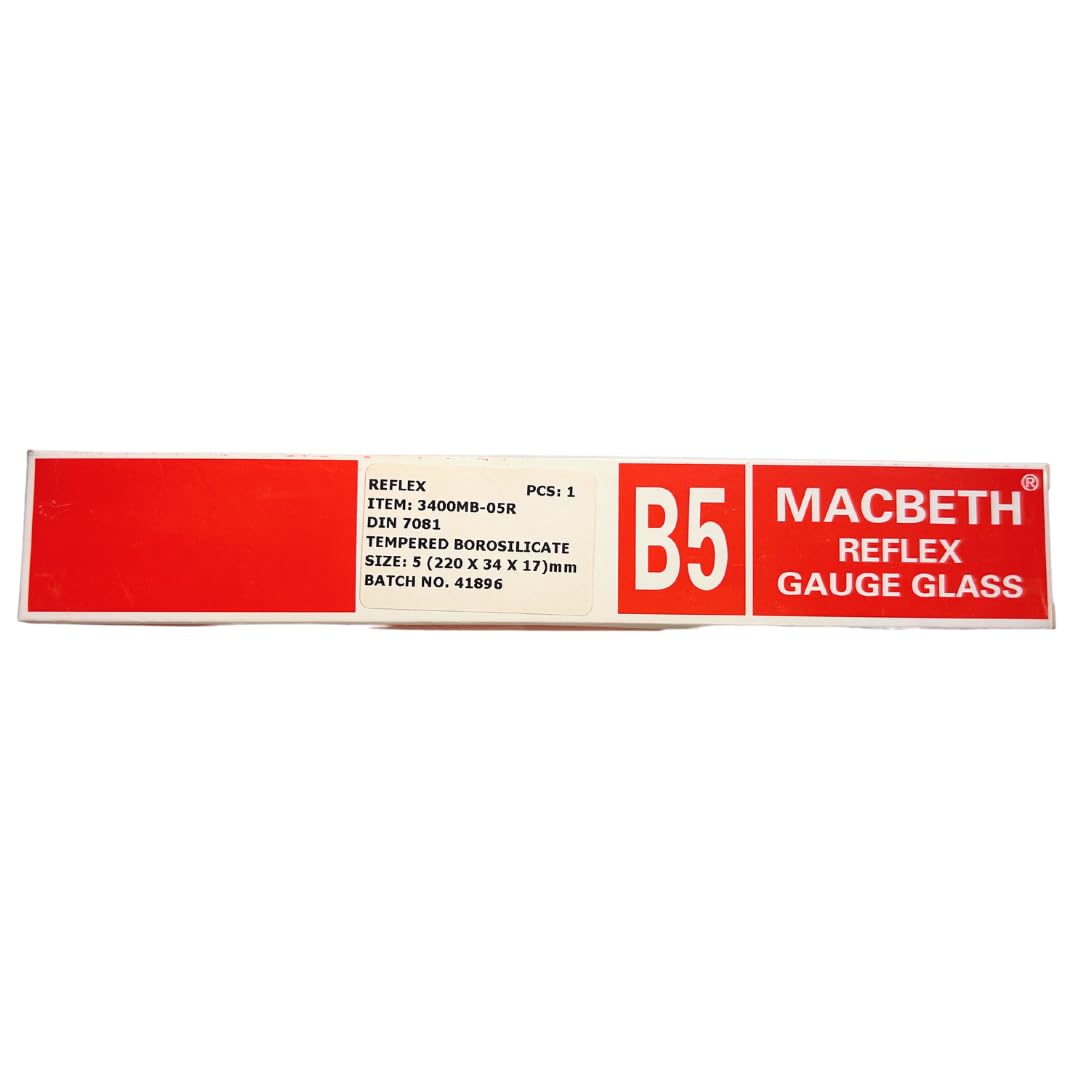 REFLEX PCS: 1
ITEM: 3400MB-05R
DIN 7081
TEMPERED BOROSILICATE
SIZE: 5 (220 X 34 X 17)mm
BATCH NO. 41896
B5
MACBETH®
REFLEX
GAUGE GLASS